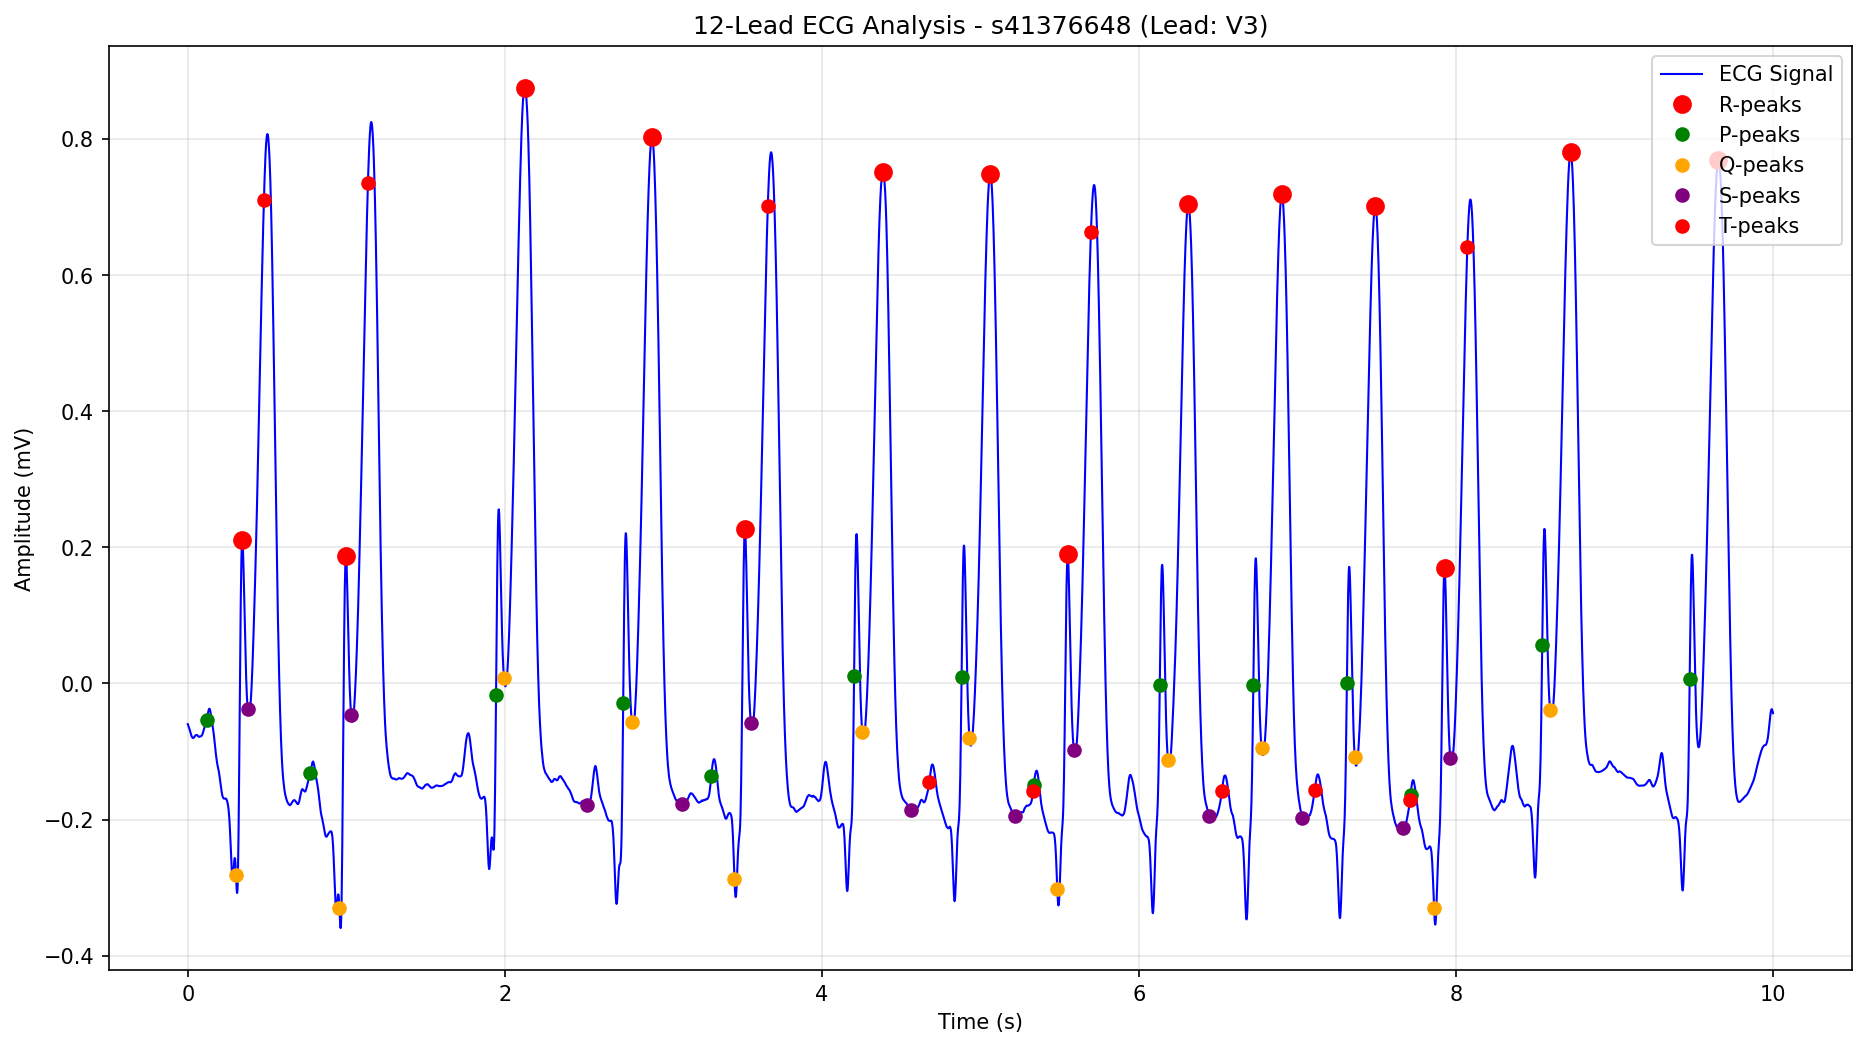 12-Lead ECG Analysis - s41376648 (Lead: V3)
ECG Signal
R-peaks
P-peaks
Q-peaks
S-peaks
T-peaks
Amplitude (mV)
0.8
0.6
0.4
0.2
0.0
−0.2
−0.4
0 2 4 6 8 10
Time (s)